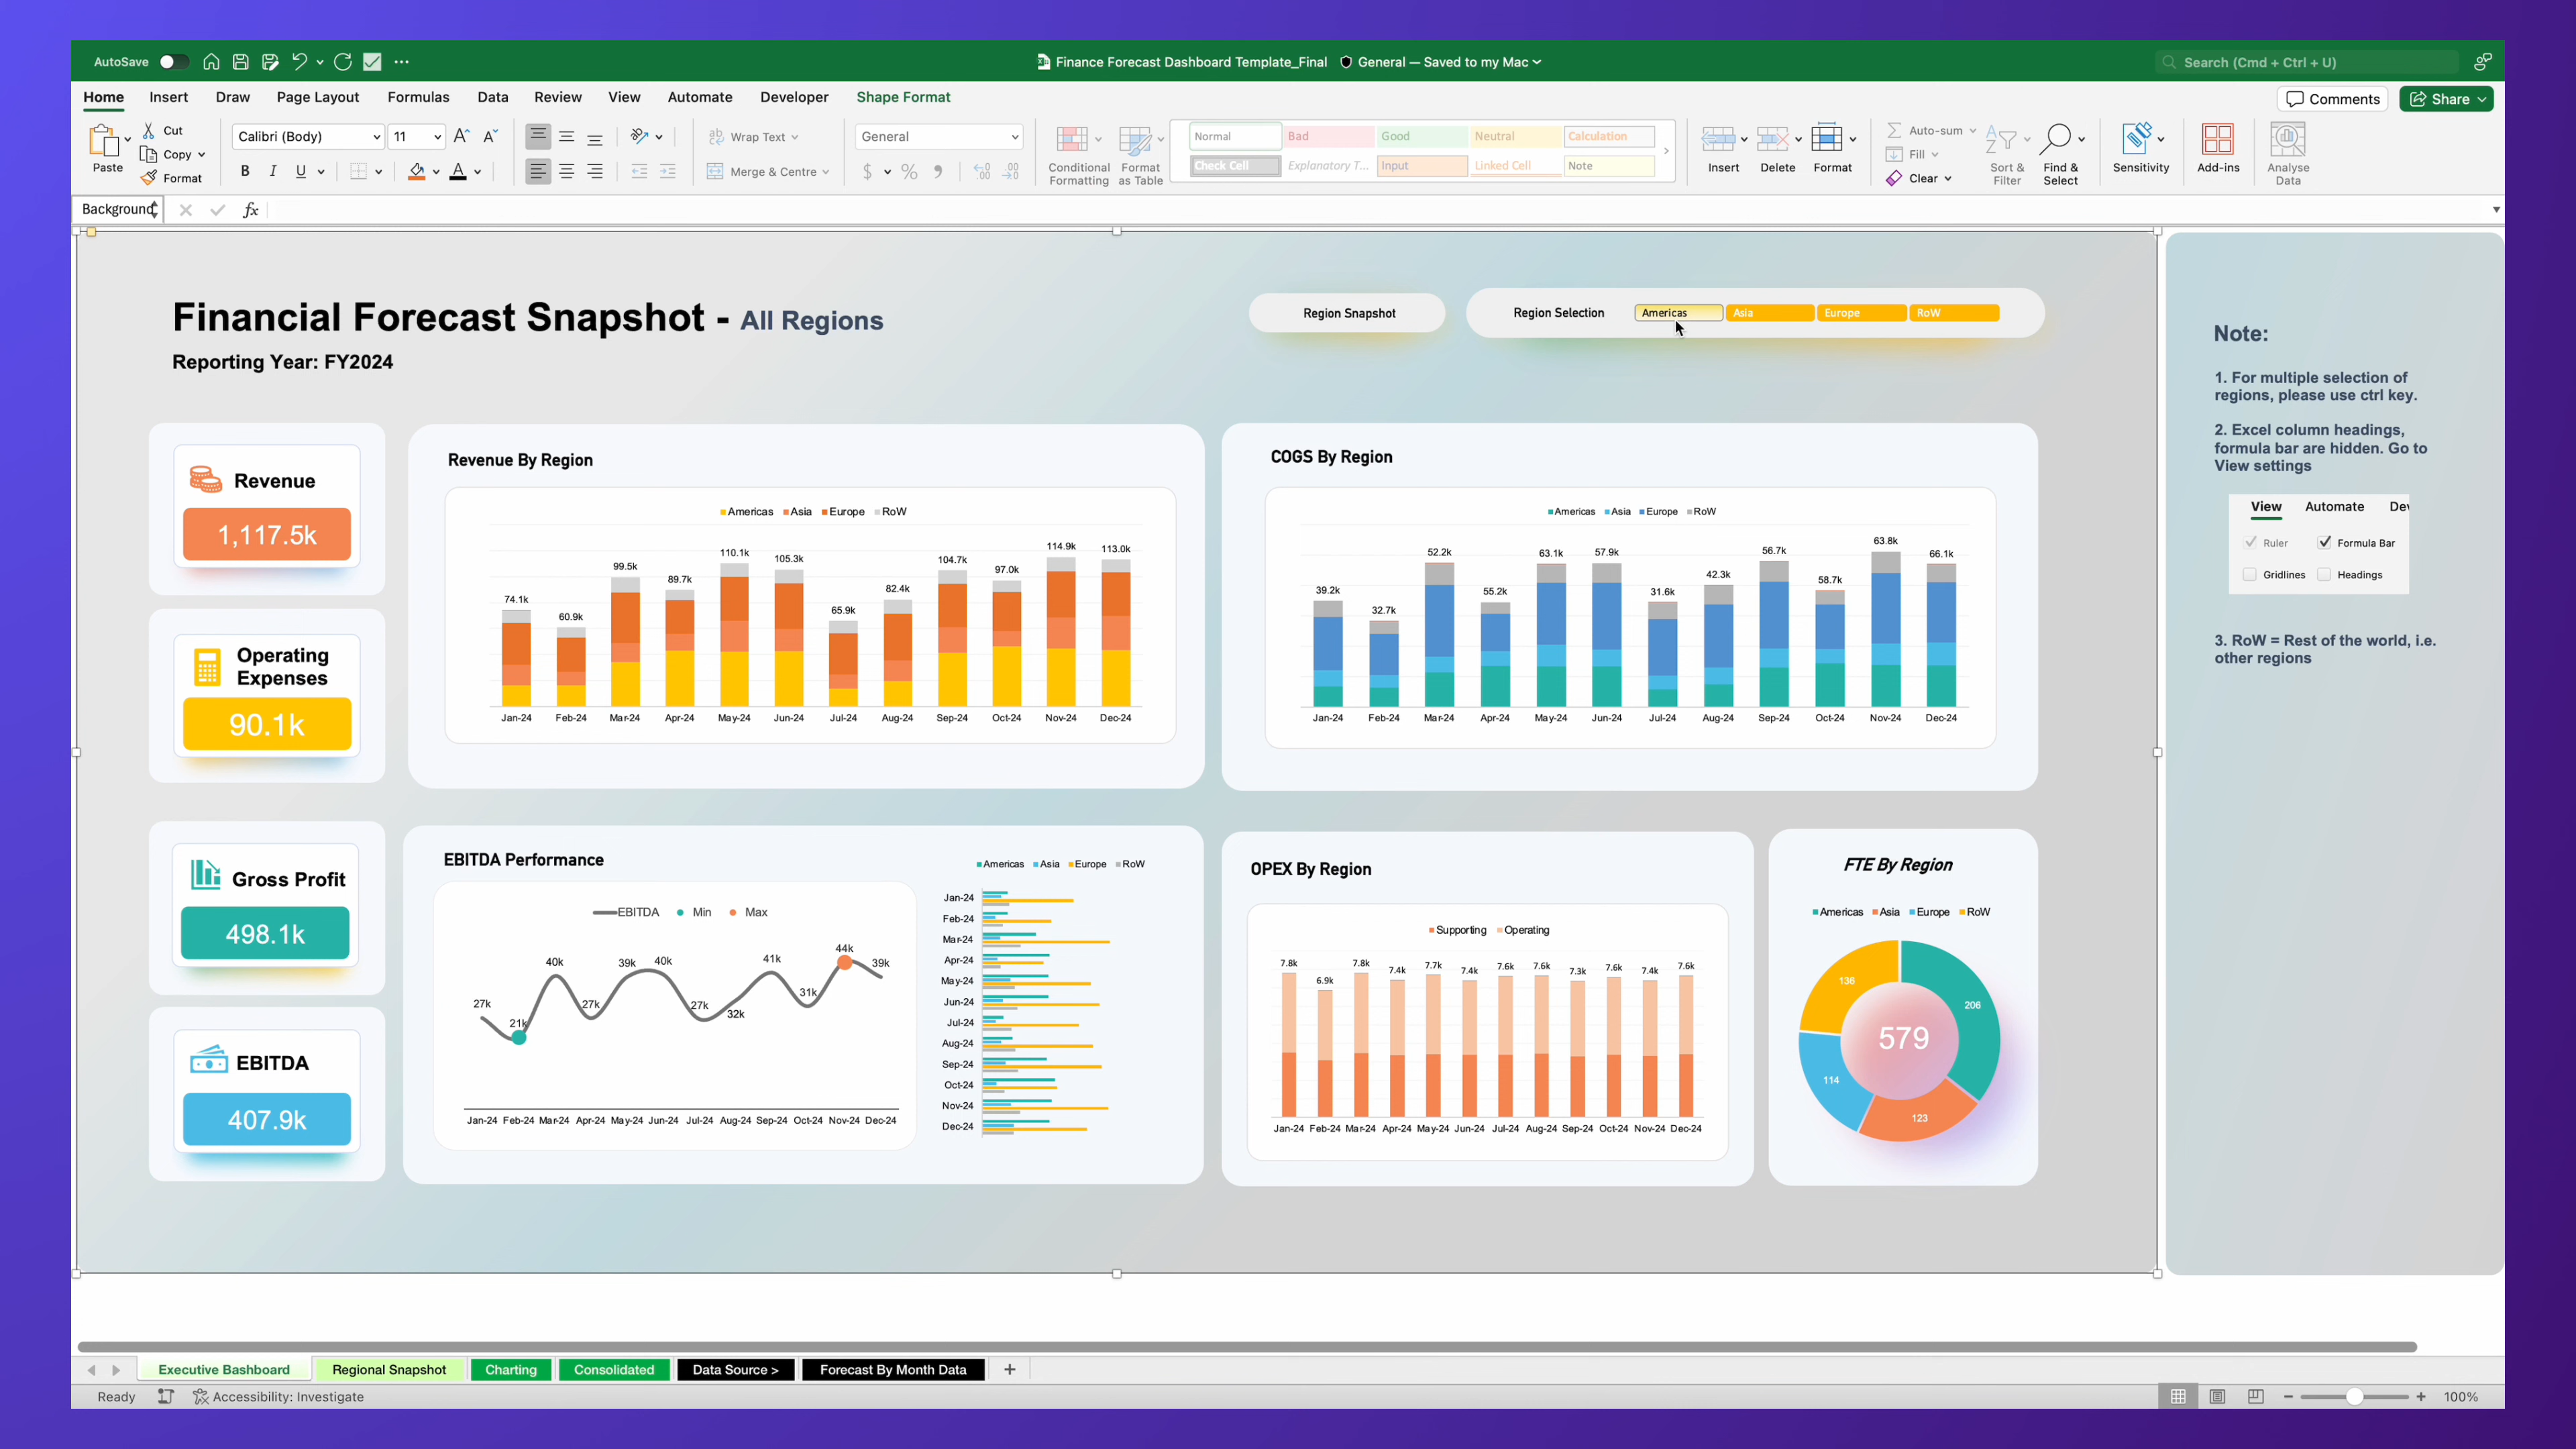 AutoSave
Finance Forecast Dashboard Template_Final
General — Saved to my Mac
Search (Cmd + Ctrl + U)
Home
Insert
Draw
Page Layout
Formulas
Data
Review
View
Automate
Developer
Shape Format
Comments
Share
Paste
Cut
Copy
Format
Calibri (Body)
11
B
I
U
Wrap Text
Merge & Centre
General
Conditional
Formatting
Format
as Table
Normal
Bad
Good
Neutral
Calculation
Check Cell
Explanatory T...
Input
Linked Cell
Note
Insert
Delete
Format
Auto-sum
Fill
Clear
Sort &
Filter
Find &
Select
Sensitivity
Add-ins
Analyse
Data
Background
fx
Financial Forecast Snapshot - All Regions
Reporting Year: FY2024
Region Snapshot
Region Selection
Americas
Asia
Europe
RoW
Revenue
1,117.5k
Operating
Expenses
90.1k
Gross Profit
498.1k
EBITDA
407.9k
Revenue By Region
Americas Asia Europe RoW
74.1k 60.9k 99.5k 89.7k 110.1k 105.3k 65.9k 82.4k 104.7k 97.0k 114.9k 113.0k
Jan-24 Feb-24 Mar-24 Apr-24 May-24 Jun-24 Jul-24 Aug-24 Sep-24 Oct-24 Nov-24 Dec-24
COGS By Region
Americas Asia Europe RoW
39.2k 32.7k 52.2k 55.2k 63.1k 57.9k 31.6k 42.3k 56.7k 58.7k 63.8k 66.1k
Jan-24 Feb-24 Mar-24 Apr-24 May-24 Jun-24 Jul-24 Aug-24 Sep-24 Oct-24 Nov-24 Dec-24
EBITDA Performance
EBITDA Min Max
27k 21k 40k 27k 39k 40k 27k 32k 41k 31k 44k 39k
Jan-24 Feb-24 Mar-24 Apr-24 May-24 Jun-24 Jul-24 Aug-24 Sep-24 Oct-24 Nov-24 Dec-24
Americas Asia Europe RoW
Jan-24
Feb-24
Mar-24
Apr-24
May-24
Jun-24
Jul-24
Aug-24
Sep-24
Oct-24
Nov-24
Dec-24
OPEX By Region
Supporting Operating
7.8k 6.9k 7.8k 7.4k 7.7k 7.4k 7.6k 7.6k 7.3k 7.6k 7.4k 7.6k
Jan-24 Feb-24 Mar-24 Apr-24 May-24 Jun-24 Jul-24 Aug-24 Sep-24 Oct-24 Nov-24 Dec-24
FTE By Region
Americas Asia Europe RoW
136
206
579
114
123
Note:
1. For multiple selection of
regions, please use ctrl key.
2. Excel column headings,
formula bar are hidden. Go to
View settings
View Automate Dev
Ruler Formula Bar
Gridlines Headings
3. RoW = Rest of the world, i.e.
other regions
Executive Bashboard
Regional Snapshot
Charting
Consolidated
Data Source >
Forecast By Month Data
Ready
Accessibility: Investigate
100%